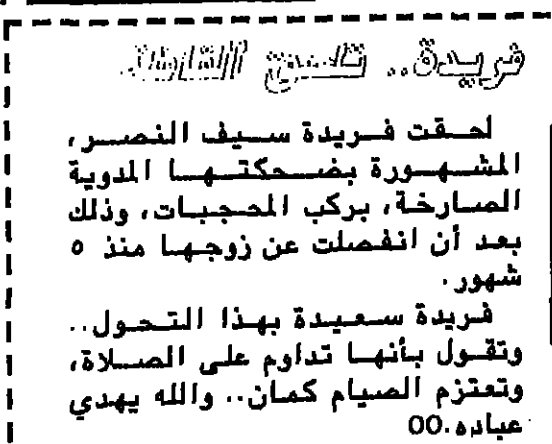 فريدة.. تلحق القافلة
لحقت فريدة سيف النصر،
المشهورة بضحكتها المدوية
الصارخة، بركب المحجبات، وذلك
بعد أن انفصلت عن زوجها منذ ٥
شهور.
فريدة سعيدة بهذا التحول..
وتقول بأنها تداوم على الصلاة،
وتعتزم الصيام كمان.. والله يهدي
عباده.OO